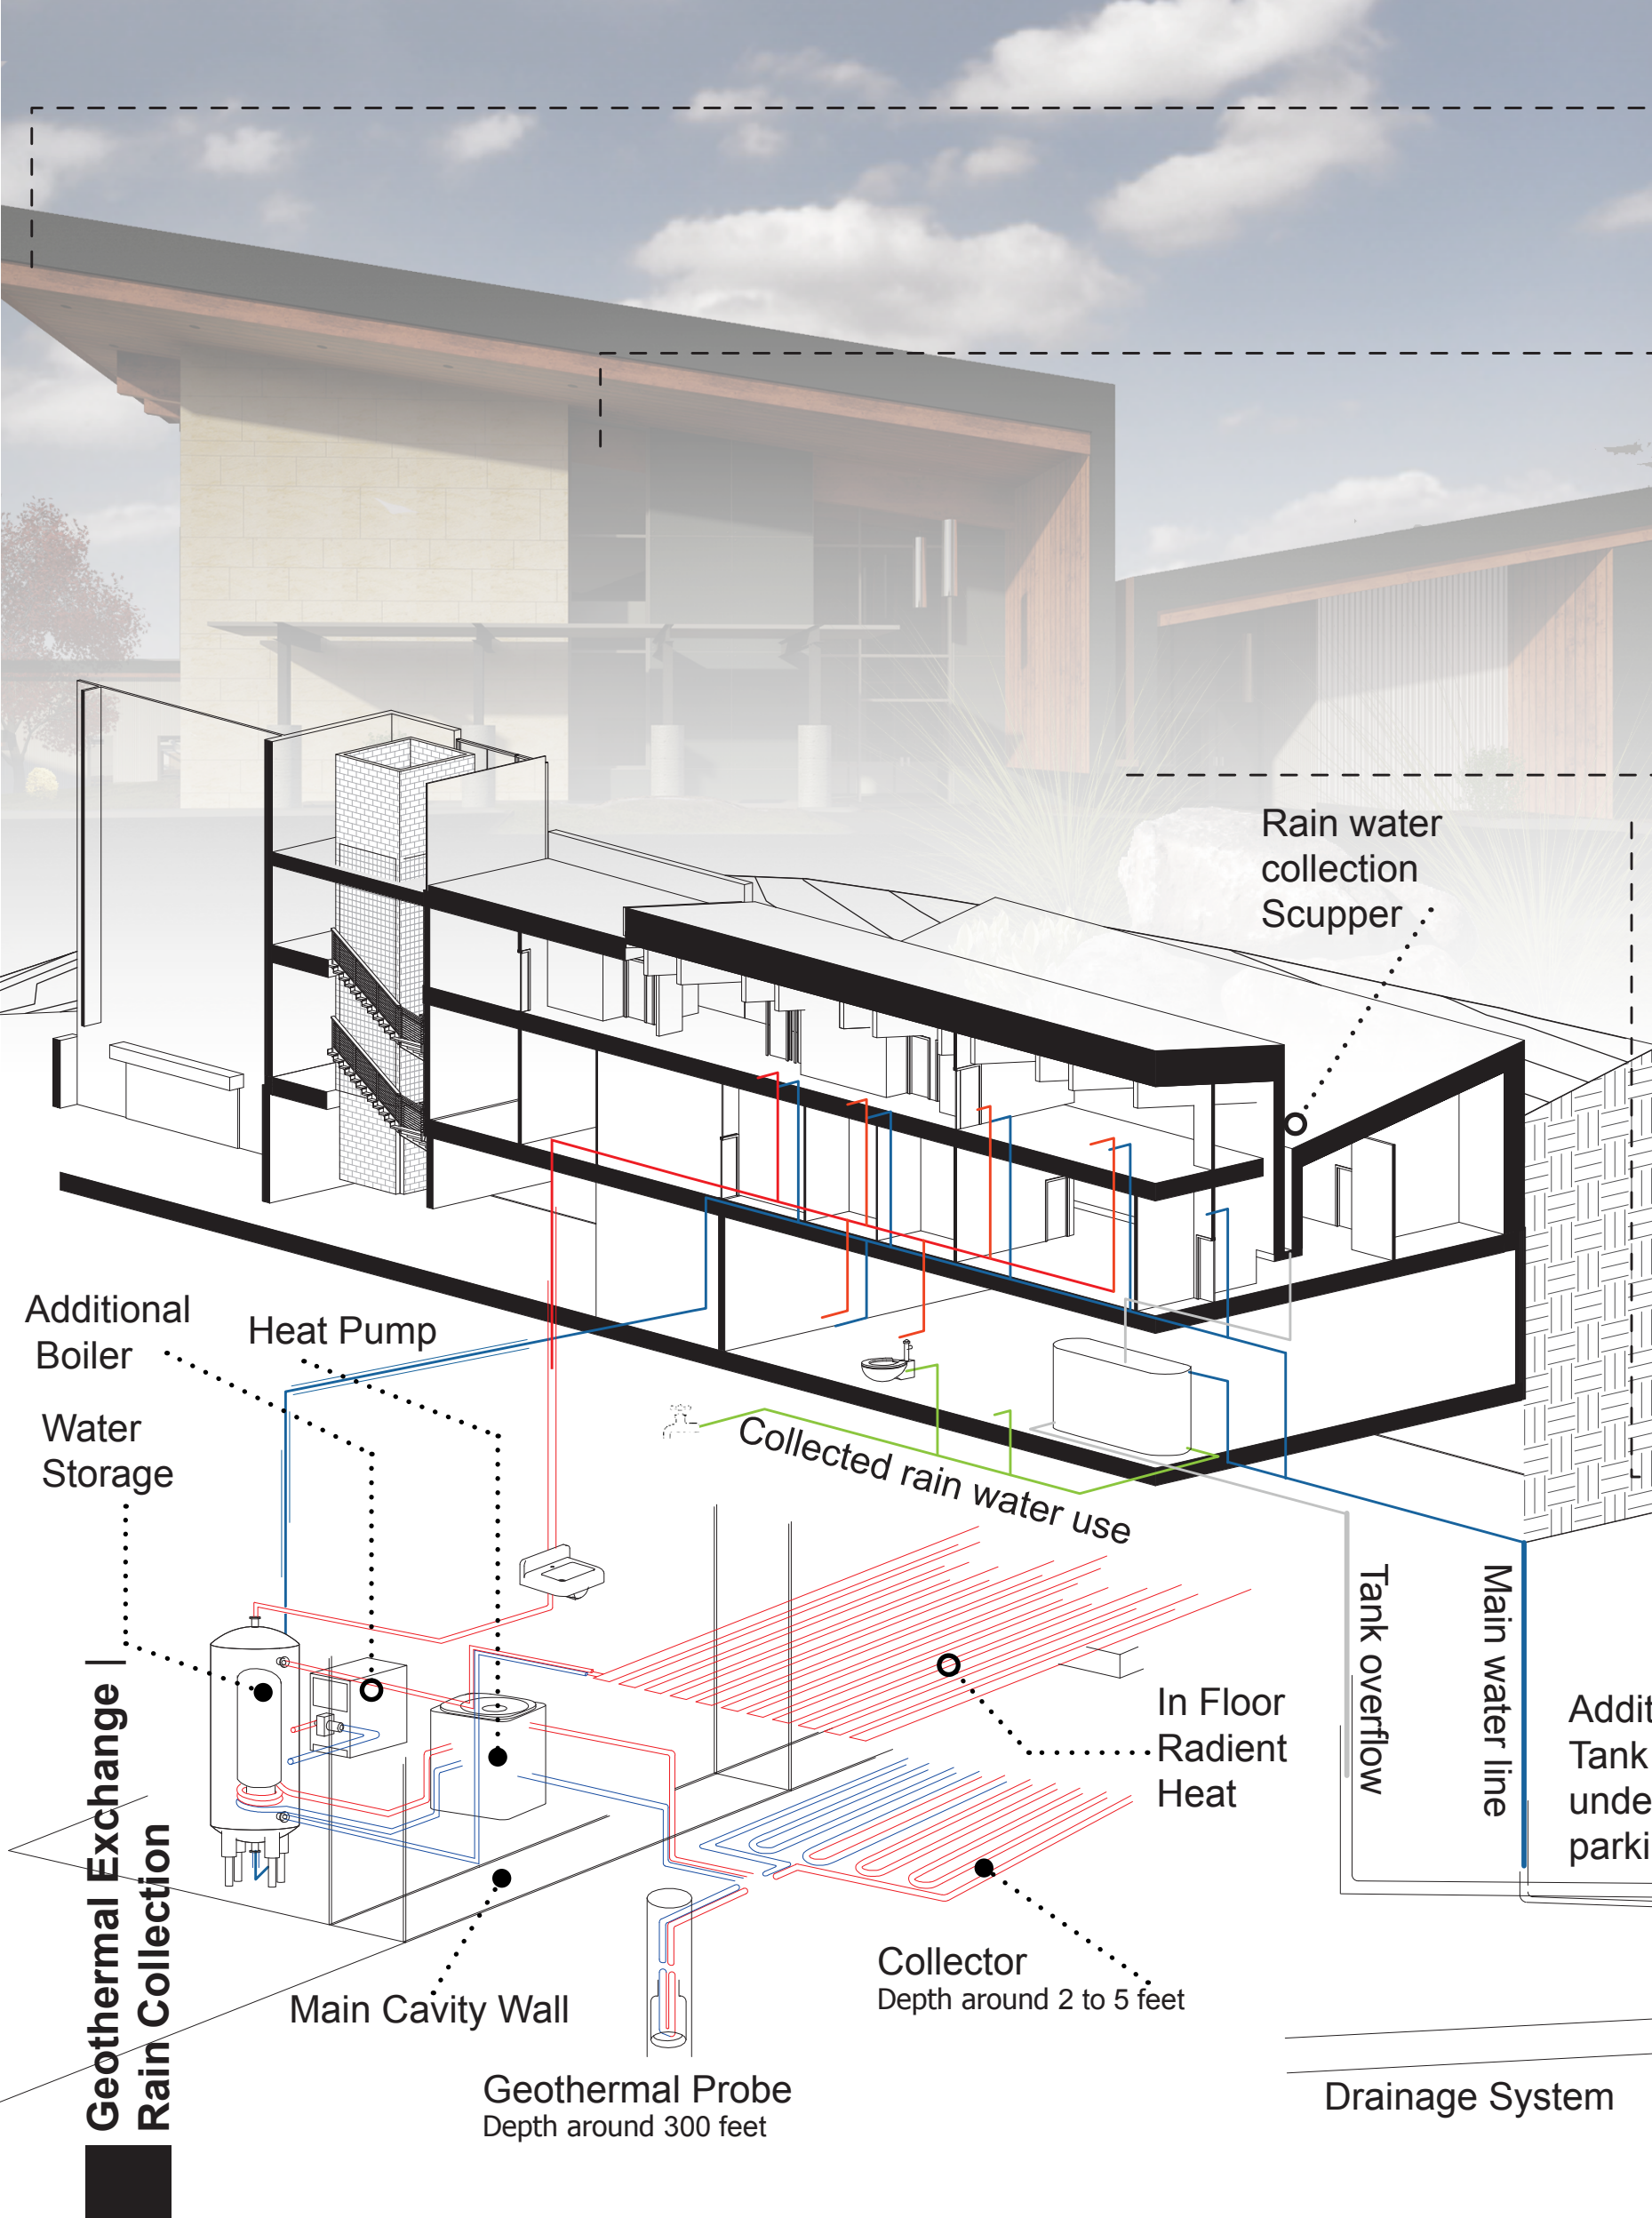 Rain water
collection
Scupper
Additional
Boiler
Heat Pump
Water
Storage
Collected rain water use
Tank overflow
Main water line
In Floor
Radient
Heat
Tank
Collector
Depth around 2 to 5 feet
Main Cavity Wall
Geothermal Probe
Depth around 300 feet
Drainage System
Geothermal Exchange |
Rain Collection